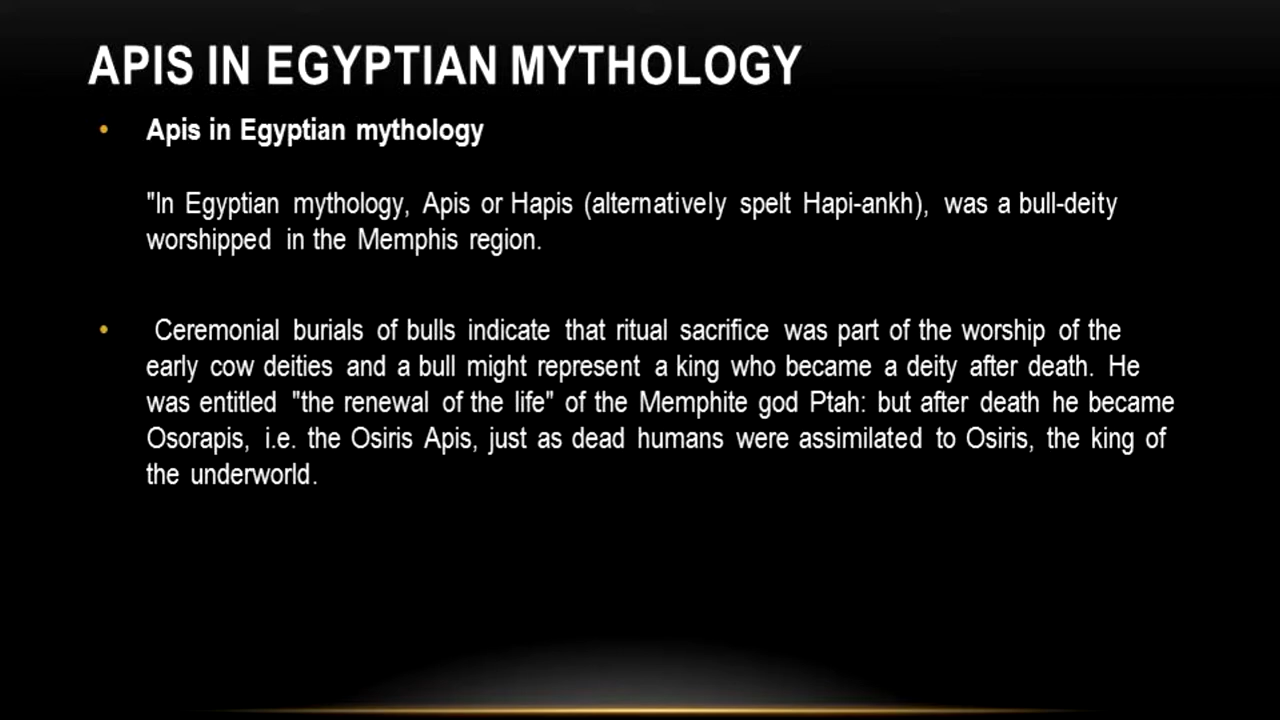 APIS IN EGYPTIAN MYTHOLOGY
• Apis in Egyptian mythology
"In Egyptian mythology, Apis or Hapis (alternatively spelt Hapi-ankh), was a bull-deity
worshipped in the Memphis region.
• Ceremonial burials of bulls indicate that ritual sacrifice was part of the worship of the
early cow deities and a bull might represent a king who became a deity after death. He
was entitled "the renewal of the life" of the Memphite god Ptah: but after death he became
Osorapis, i.e. the Osiris Apis, just as dead humans were assimilated to Osiris, the king of
the underworld.